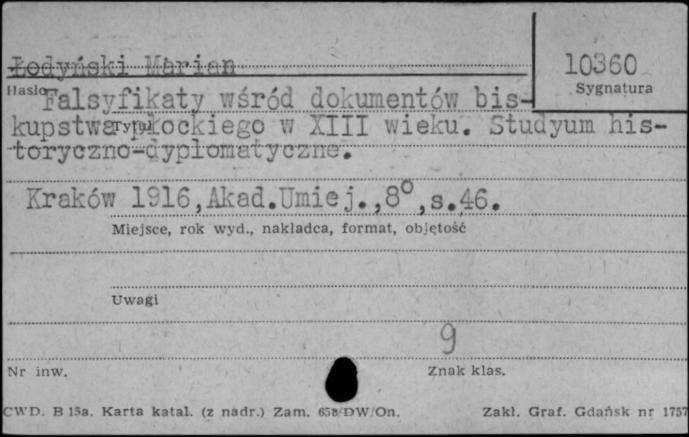 Łodyński Marian
10360
Hasło
Sygnatura
Falsyfikaty wśród dokumentów bis-
kupstwa płockiego w XIII wieku. Studyum his-
Tytuł
toryczno-dyplomatyczne.
Kraków 1916,Akad.Umiej.,8°,s.46.
Miejsce, rok wyd., nakładca, format, objętość
Uwagi
9
Nr inw.
Znak klas.
CWD. B 15a. Karta katal. (z nadr.) Zam. 658/DW/On.
Zakł. Graf. Gdańsk nr 1757